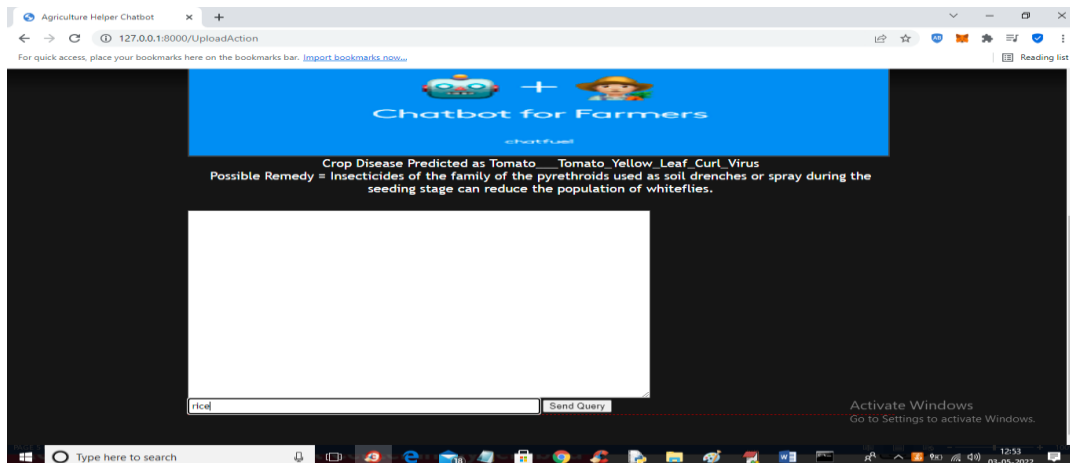 Agriculture Helper Chatbot
127.0.0.1:8000/UploadAction
For quick access, place your bookmarks here on the bookmarks bar. Import bookmarks now...
Reading list
+
Chatbot for Farmers
chatfuel
Crop Disease Predicted as Tomato___Tomato_Yellow_Leaf_Curl_Virus
Possible Remedy = Insecticides of the family of the pyrethroids used as soil drenches or spray during the
seeding stage can reduce the population of whiteflies.
rice
Send Query
Activate Windows
Go to Settings to activate Windows.
Type here to search
12:53
03-05-2022